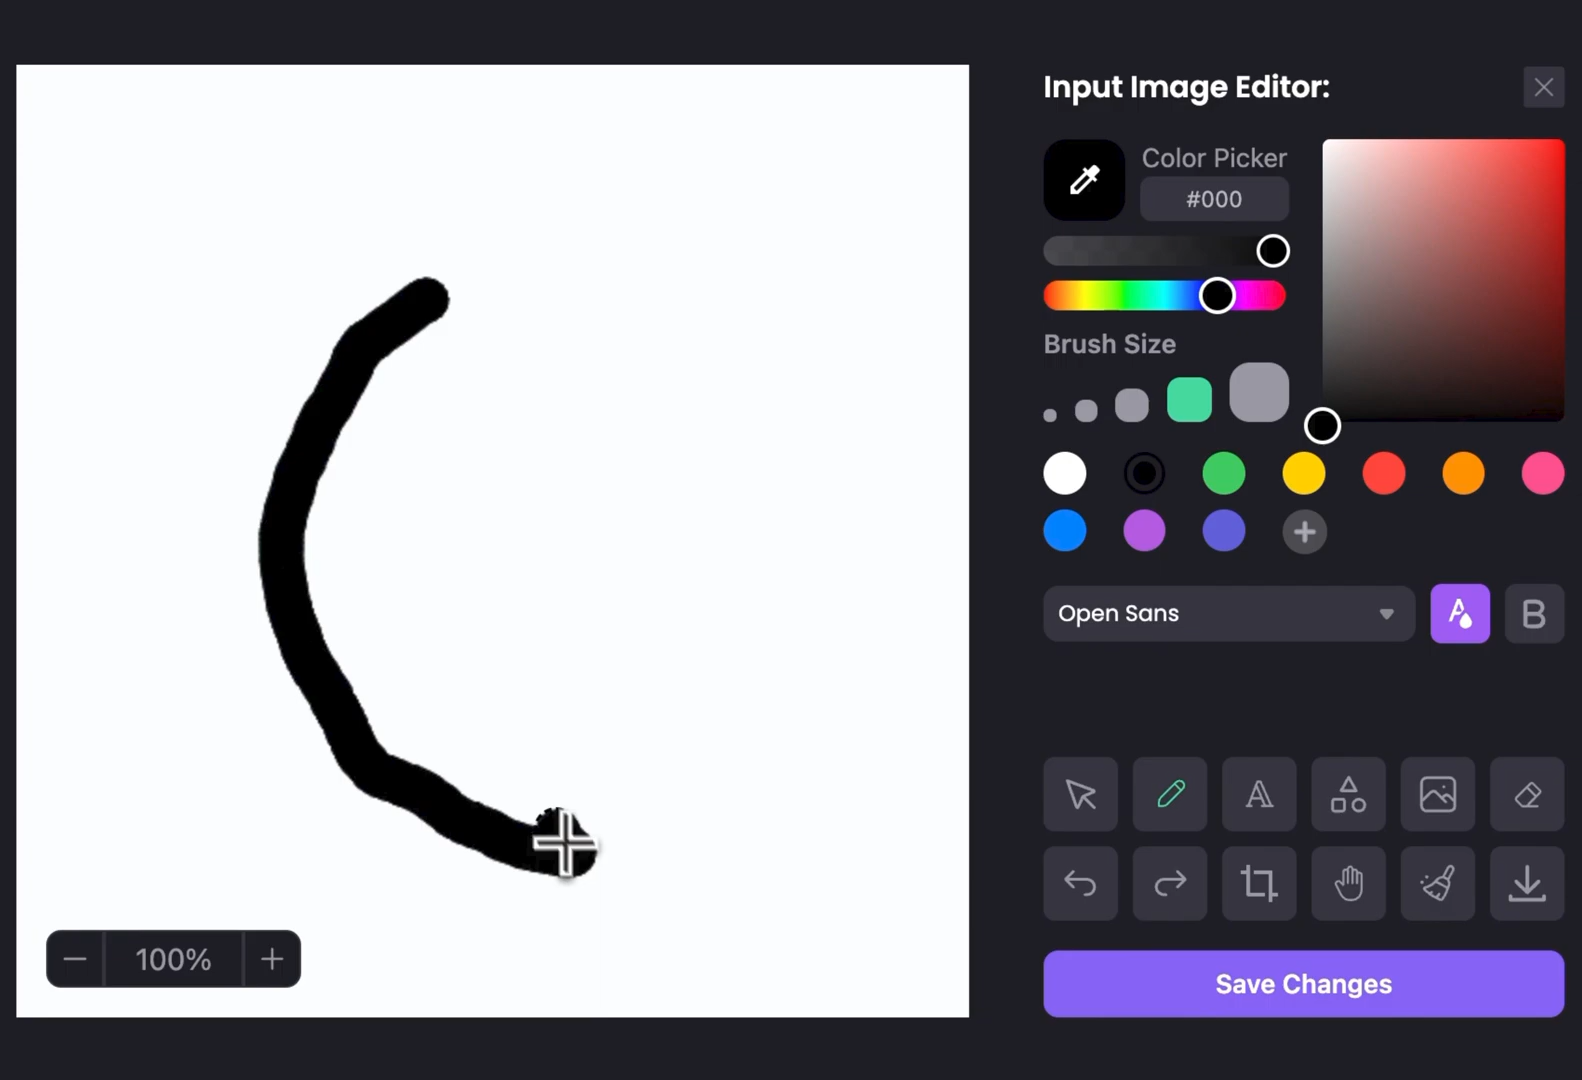 Input Image Editor:
Color Picker
#000
Brush Size
Open Sans
B
100%
Save Changes